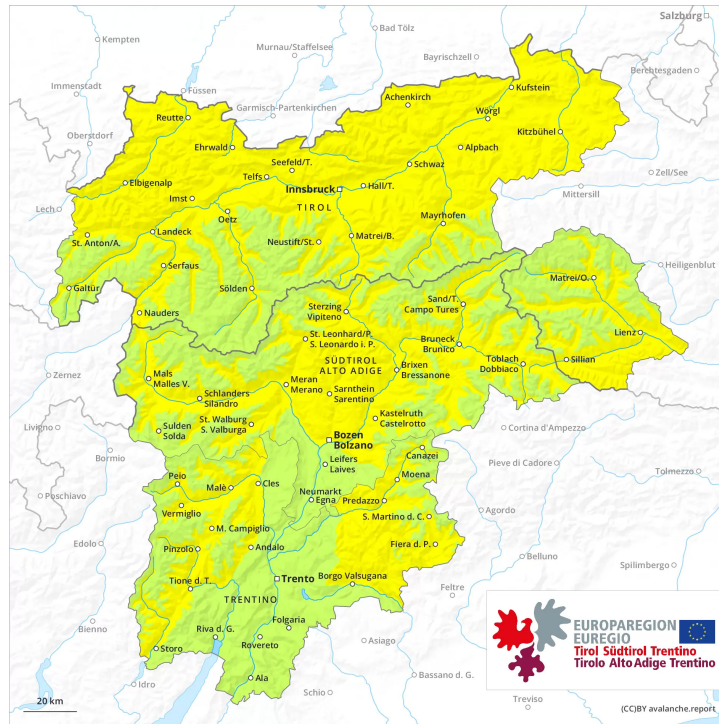 Salzburg
Bad Tölz
Kempten
Murnau/Staffelsee
Bayrischzell
Berchtesgaden
Immenstadt
Füssen
Garmisch-Partenkirchen
Kufstein
Achenkirch
Reutte
Wörgl
Oberstdorf
Kitzbühel
Ehrwald
Alpbach
Seefeld/T.
Schwaz
Zell/See
Telfs
Elbigenalp
Innsbruck
Hall/T.
Mittersill
Imst
TIROL
Lech
Oetz
Mayrhofen
Landeck
Matrei/B.
St. Anton/A.
Neustift/St.
Serfaus
Heiligenblut
Matrei/O.
Galtür
Sölden
Sand/T.
Campo Tures
Nauders
Sterzing
Vipiteno
Lienz
St. Leonhard/P.
S. Leonardo i. P.
Bruneck
Brunico
SÜDTIROL
ALTO ADIGE
Toblach
Dobbiaco
Sillian
Zernez
Mals
Malles V.
Meran
Merano
Brixen
Bressanone
Schlanders
Silandro
Sarnthein
Sarentino
St. Walburg
S. Valburga
Kastelruth
Castelrotto
Livigno
Sulden
Solda
Bozen
Bolzano
Cortina d'Ampezzo
Bormio
Leifers
Laives
Canazei
Pieve di Cadore
Tolmezzo
Moena
Peio
Malè
Cles
Neumarkt
Egna
Predazzo
Poschiavo
Vermiglio
Agordo
S. Martino d. C.
M. Campiglio
Edolo
Pinzolo
Andalo
Fiera d. P.
Belluno
Spilimbergo
Tione d. T.
Trento
Borgo Valsugana
Feltre
TRENTINO
Folgaria
Bienno
Riva d. G.
Rovereto
Asiago
Storo
Ala
Bassano d. G.
Idro
Schio
Treviso
EUROPAREGION
EUREGIO
Tirol Südtirol Trentino
Tirolo Alto Adige Trentino
20 km
(CC)BY avalanche.report